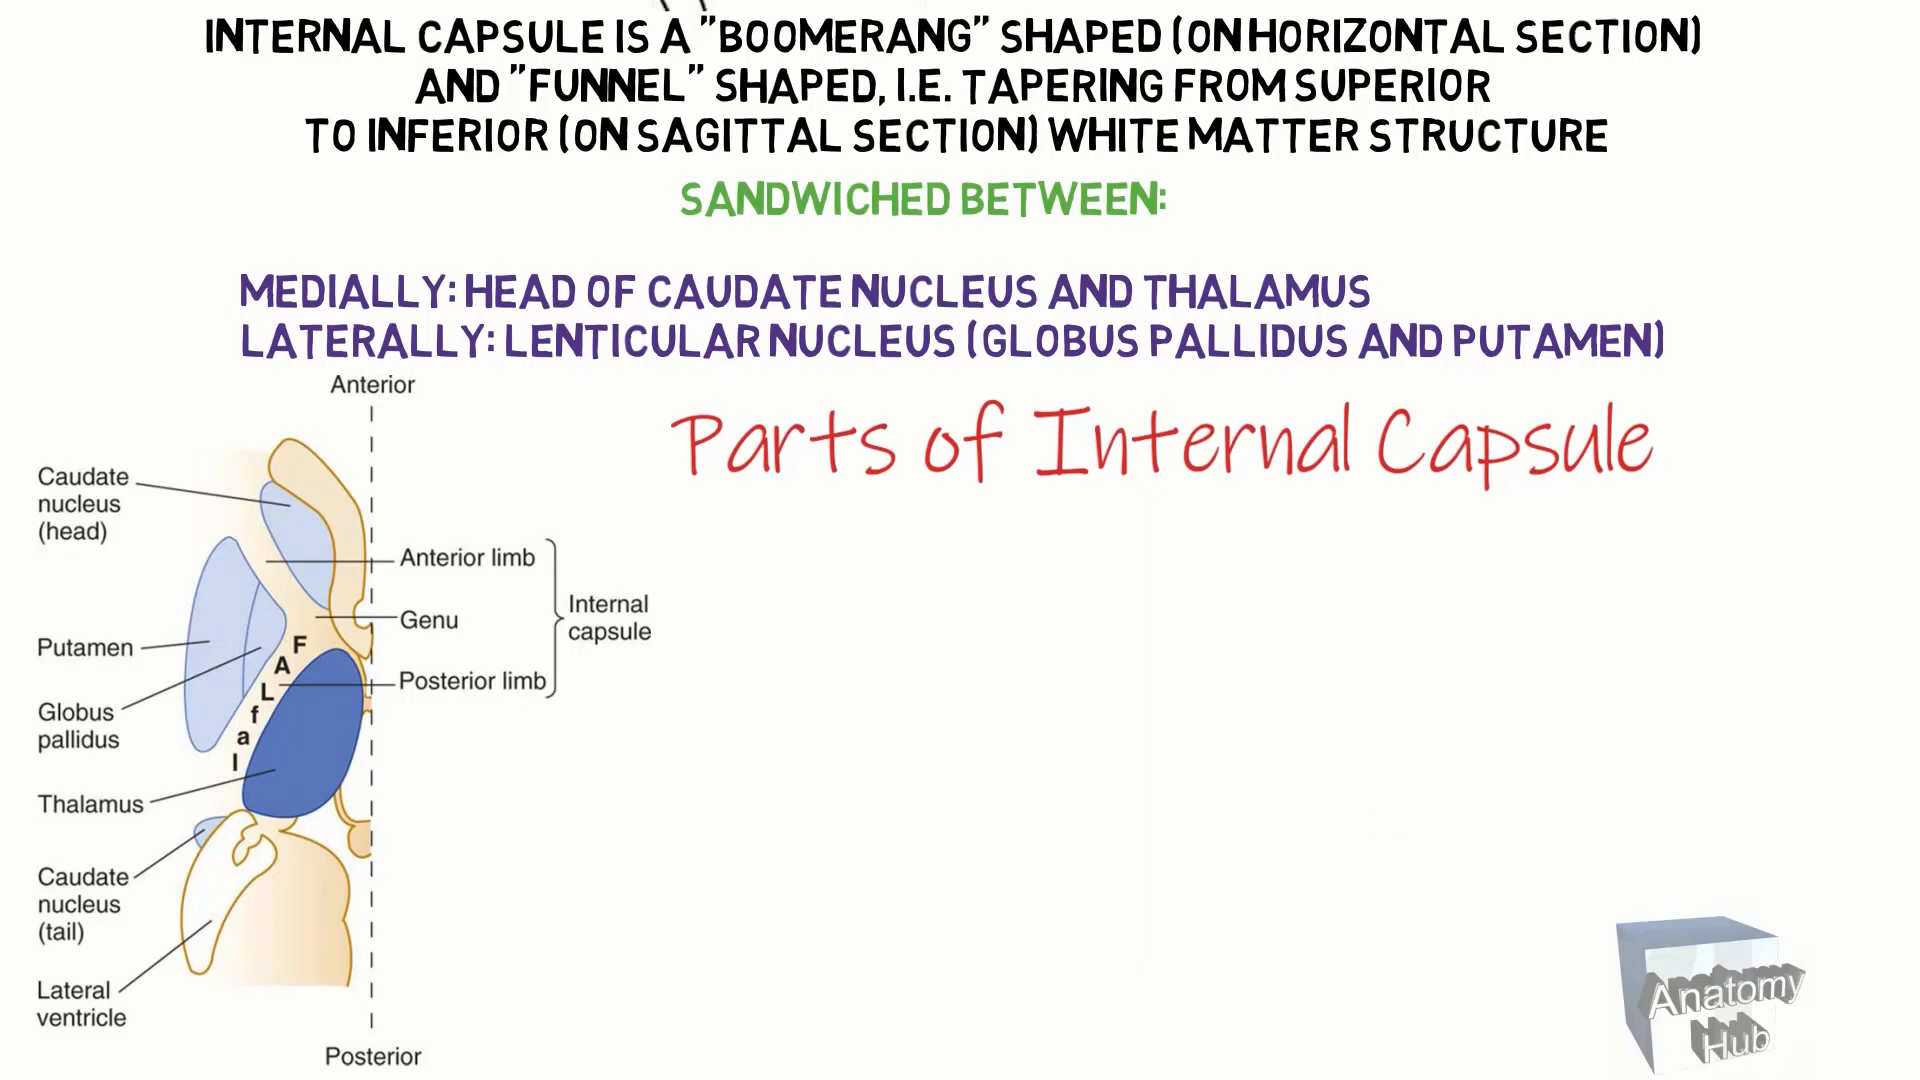 INTERNAL CAPSULE IS A "BOOMERANG" SHAPED (ON HORIZONTAL SECTION)
AND "FUNNEL" SHAPED, I.E. TAPERING FROM SUPERIOR
TO INFERIOR (ON SAGITTAL SECTION) WHITE MATTER STRUCTURE
SANDWICHED BETWEEN:
MEDIALLY: HEAD OF CAUDATE NUCLEUS AND THALAMUS
LATERALLY: LENTICULAR NUCLEUS (GLOBUS PALLIDUS AND PUTAMEN)
Parts of Internal Capsule
Anterior
Caudate
nucleus
(head)
Anterior limb
Genu
Posterior limb
Internal
capsule
Putamen
Globus
pallidus
F
A
L
f
a
l
Thalamus
Caudate
nucleus
(tail)
Lateral
ventricle
Posterior
Anatomy
Hub